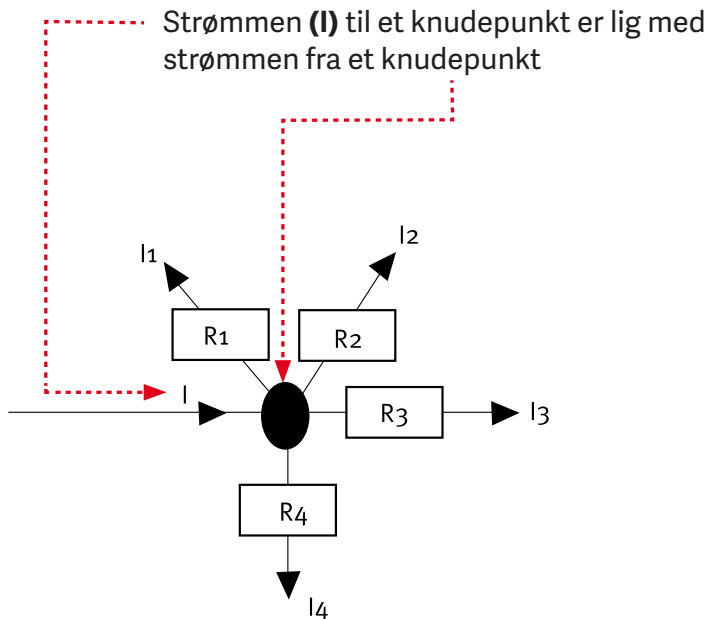 Strømmen (I) til et knudepunkt er lig med
strømmen fra et knudepunkt
I1
I2
R1
R2
I
R3
I3
R4
I4